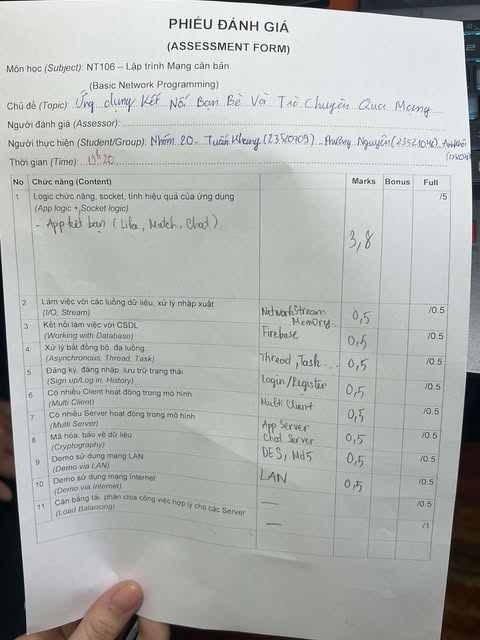 PHIẾU ĐÁNH GIÁ
(ASSESSMENT FORM)
Môn học (Subject): NT106 – Lập trình Mạng căn bản
(Basic Network Programming)
Chủ đề (Topic): Ứng dụng Kết Nối Bạn Bè Và Trò Chuyện Qua Mạng
Người đánh giá (Assessor):
Người thực hiện (Student/Group): Nhóm 20 - Tuấn Khang (23520709) - Phương Nguyên (23521046)
Thời gian (Time): 9h20
No Chức năng (Content) Marks Bonus Full
1 Logic chức năng, socket, tính hiệu quả của ứng dụng /5
(App logic + Socket logic)
- App kết bạn (Like, Match, Chat) 3,8
2 Làm việc với các luồng dữ liệu, xử lý nhập xuất NetworkStream 0,5 /0.5
(I/O, Stream) Memory...
3 Kết nối làm việc với CSDL Firebase 0,5 /0.5
(Working with Database)
4 Xử lý bất đồng bộ, đa luồng Thread, Task... 0,5 /0.5
(Asynchronous, Thread, Task)
5 Đăng ký, đăng nhập, lưu trữ trạng thái Login/Register 0,5 /0.5
(Sign up/Log in, History)
6 Có nhiều Client hoạt động trong mô hình Multi Client 0,5 /0.5
(Multi Client)
7 Có nhiều Server hoạt động trong mô hình App Server 0,5 /0.5
(Mutli Server) Chat Server
8 Mã hóa, bảo vệ dữ liệu DES, Md5 0,5 /0.5
(Cryptography)
9 Demo sử dụng mạng LAN LAN 0,5 /0.5
(Demo via LAN)
10 Demo sử dụng mạng Internet — /0.5
(Demo via Internet)
11 Cân bằng tải, phân chia công việc hợp lý cho các Server — /1
(Load Balancing)